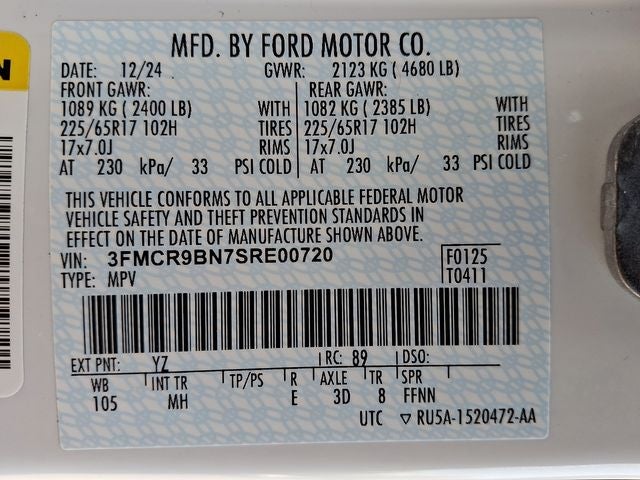 N
MFD. BY FORD MOTOR CO.
DATE: 12/24 GVWR: 2123 KG ( 4680 LB)
FRONT GAWR: REAR GAWR:
1089 KG ( 2400 LB) WITH 1082 KG ( 2385 LB) WITH
225/65R17 102H TIRES 225/65R17 102H TIRES
17x7.0J RIMS 17x7.0J RIMS
AT 230 kPa/ 33 PSI COLD AT 230 kPa/ 33 PSI COLD
THIS VEHICLE CONFORMS TO ALL APPLICABLE FEDERAL MOTOR
VEHICLE SAFETY AND THEFT PREVENTION STANDARDS IN
EFFECT ON THE DATE OF MANUFACTURE SHOWN ABOVE.
VIN: 3FMCR9BN7SRE00720 F0125
TYPE: MPV T0411
EXT PNT: YZ RC: 89 DSO:
WB INT TR TP/PS R AXLE TR SPR
105 MH E 3D 8 FFNN
UTC ▽ RU5A-1520472-AA